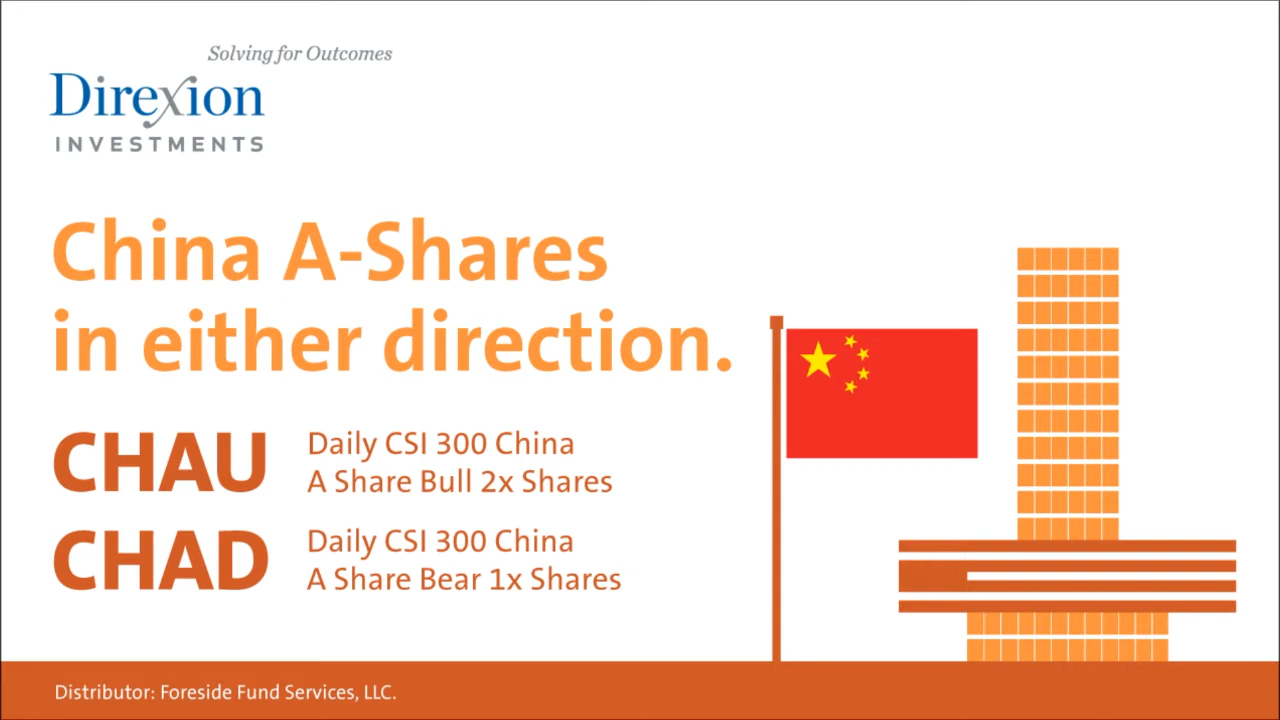 Solving for Outcomes
Direxion
INVESTMENTS
China A-Shares
in either direction.
CHAU
Daily CSI 300 China
A Share Bull 2x Shares
CHAD
Daily CSI 300 China
A Share Bear 1x Shares
Distributor: Foreside Fund Services, LLC.